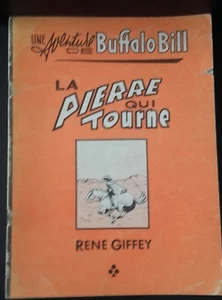 UNE Aventure DE Buffalo Bill
LA
PIERRE
QUI
Tourne
RENE GIFFEY